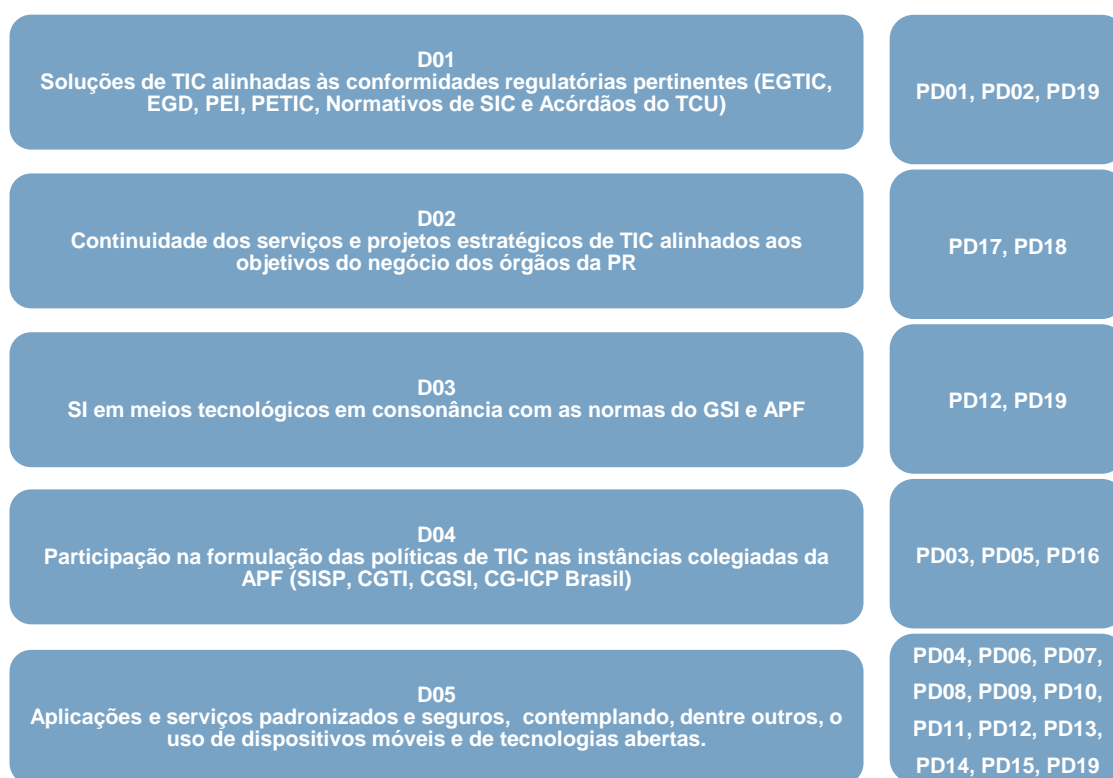 D01
Soluções de TIC alinhadas às conformidades regulatórias pertinentes (EGTIC,
EGD, PEI, PETIC, Normativos de SIC e Acórdãos do TCU)
PD01, PD02, PD19
D02
Continuidade dos serviços e projetos estratégicos de TIC alinhados aos
objetivos do negócio dos órgãos da PR
PD17, PD18
D03
SI em meios tecnológicos em consonância com as normas do GSI e APF
PD12, PD19
D04
Participação na formulação das políticas de TIC nas instâncias colegiadas da
APF (SISP, CGTI, CGSI, CG-ICP Brasil)
PD03, PD05, PD16
D05
Aplicações e serviços padronizados e seguros, contemplando, dentre outros, o
uso de dispositivos móveis e de tecnologias abertas.
PD04, PD06, PD07,
PD08, PD09, PD10,
PD11, PD12, PD13,
PD14, PD15, PD19